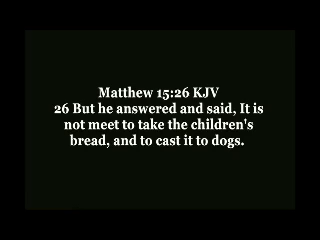 Matthew 15:26 KJV
26 But he answered and said, It is
not meet to take the children's
bread, and to cast it to dogs.